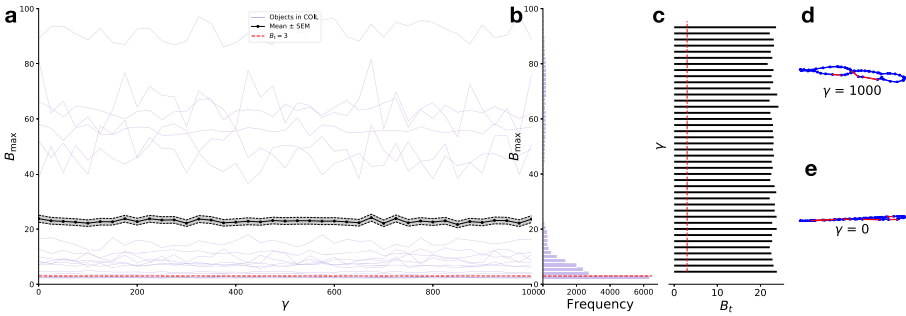 a
Objects in COIL
Mean ± SEM
B_t = 3
100
80
60
40
20
0
B_max
0
200
400
600
800
1000
γ
b
100
80
60
40
20
0
B_max
0
2000
4000
6000
Frequency
c
γ
0
10
20
B_t
d
γ = 1000
e
γ = 0